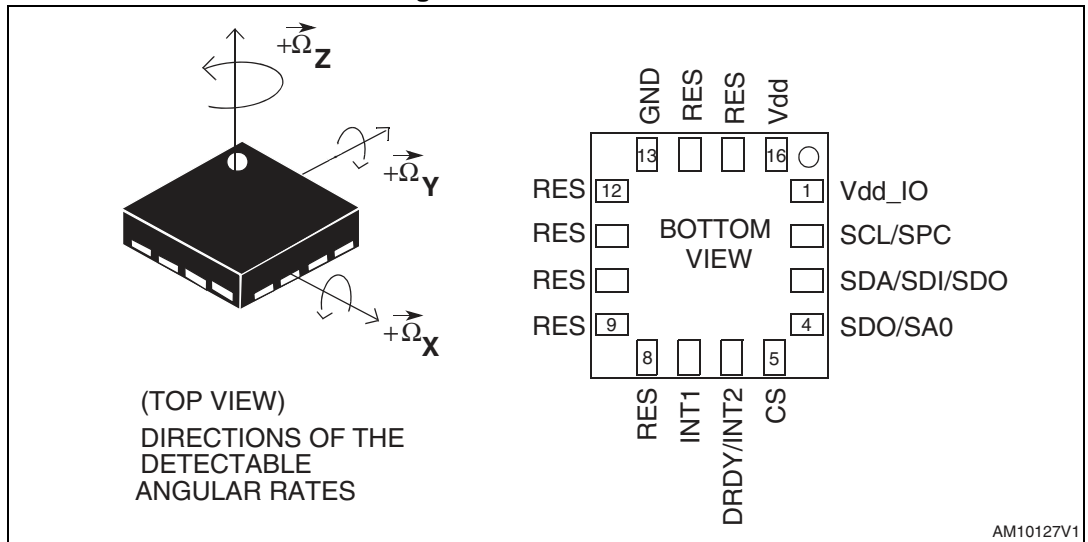 +Ω Z
+Ω Y
+Ω X
(TOP VIEW)
DIRECTIONS OF THE
DETECTABLE
ANGULAR RATES
GND
RES
RES
Vdd
13
16
RES
12
1
Vdd_IO
RES
SCL/SPC
BOTTOM
VIEW
RES
SDA/SDI/SDO
RES
9
4
SDO/SA0
8
5
RES
INT1
DRDY/INT2
CS
AM10127V1